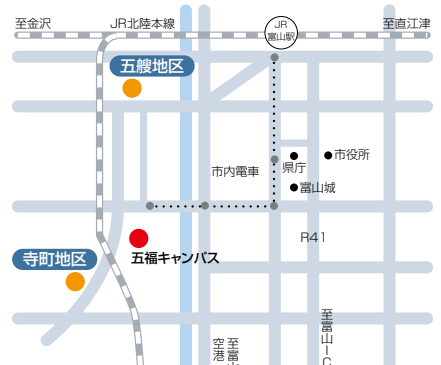 至金沢
JR北陸本線
JR
富山駅
至直江津
五艘地区
市内電車
県庁
市役所
富山城
五福キャンパス
R41
寺町地区
至富山
空港
至富山IC